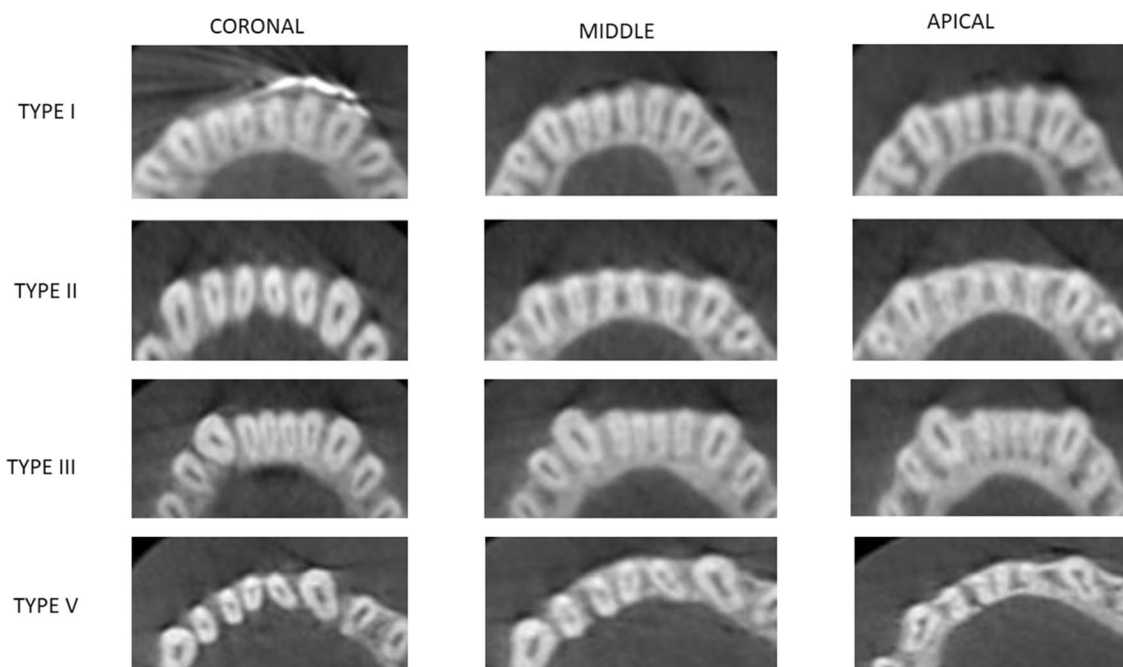 CORONAL
MIDDLE
APICAL
TYPE I
TYPE II
TYPE III
TYPE V